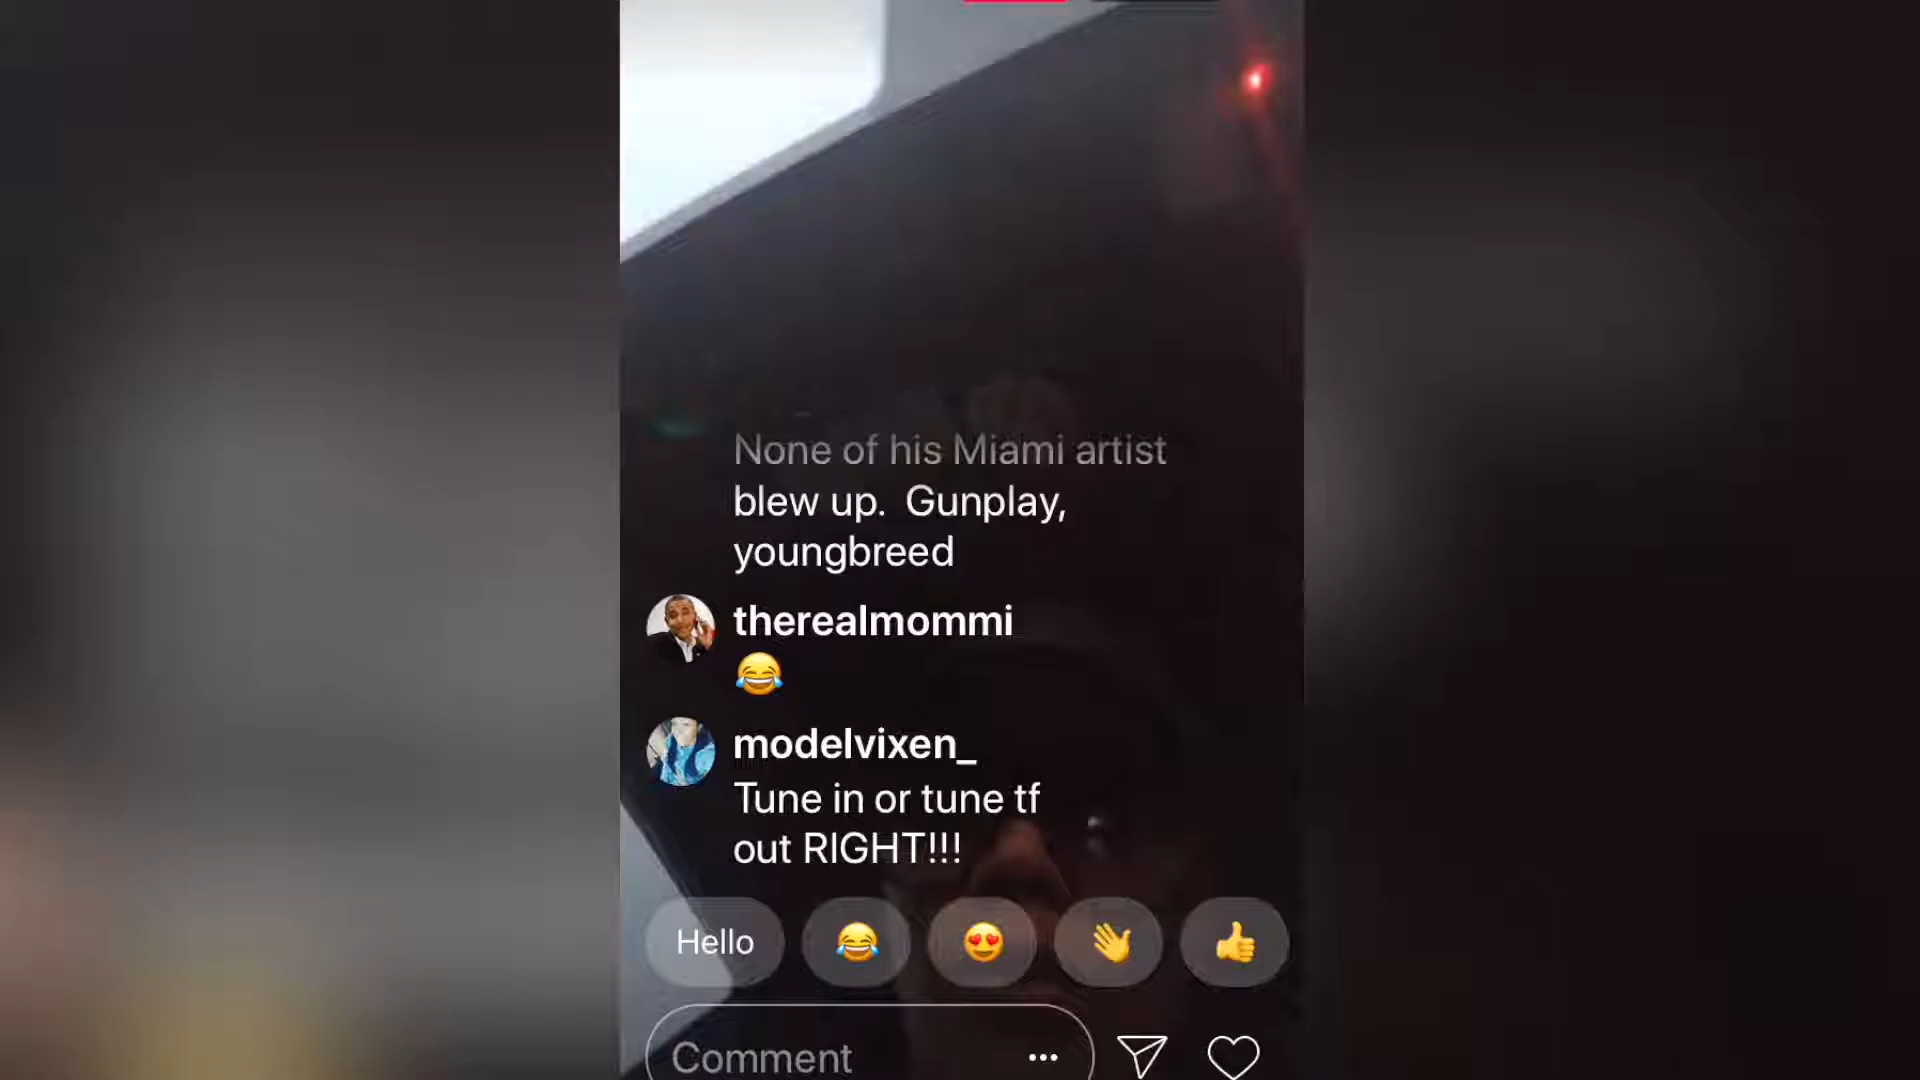 None of his Miami artist
blew up. Gunplay,
youngbreed
therealmommi
😂
modelvixen_
Tune in or tune tf
out RIGHT!!!
Hello 😂 😍 👋 👍
Comment ...